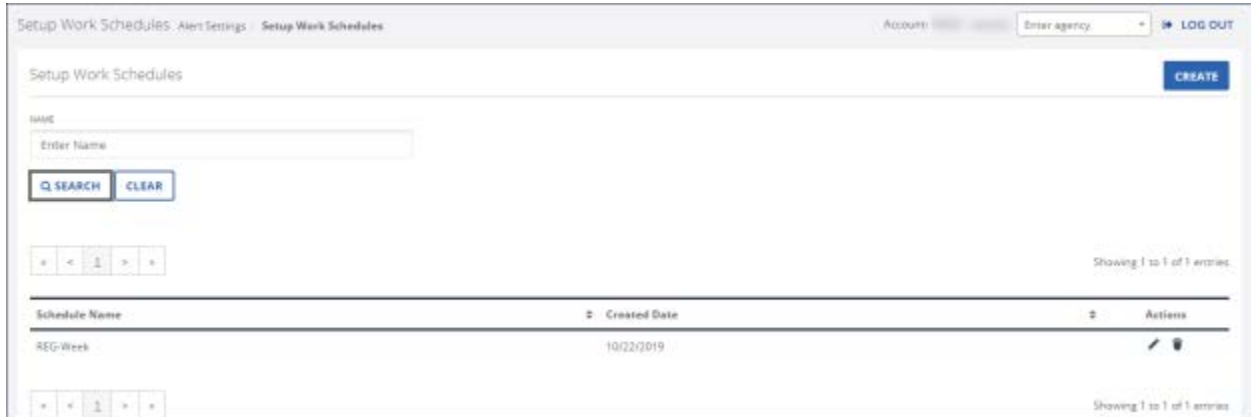 Setup Work Schedules Alert Settings / Setup Work Schedules Account: Enter agency LOG OUT
Setup Work Schedules CREATE
NAME
Enter Name
SEARCH CLEAR
« < 1 > » Showing 1 to 1 of 1 entries
Schedule Name Created Date Actions
REG-Week 10/22/2019
« < 1 > » Showing 1 to 1 of 1 entries